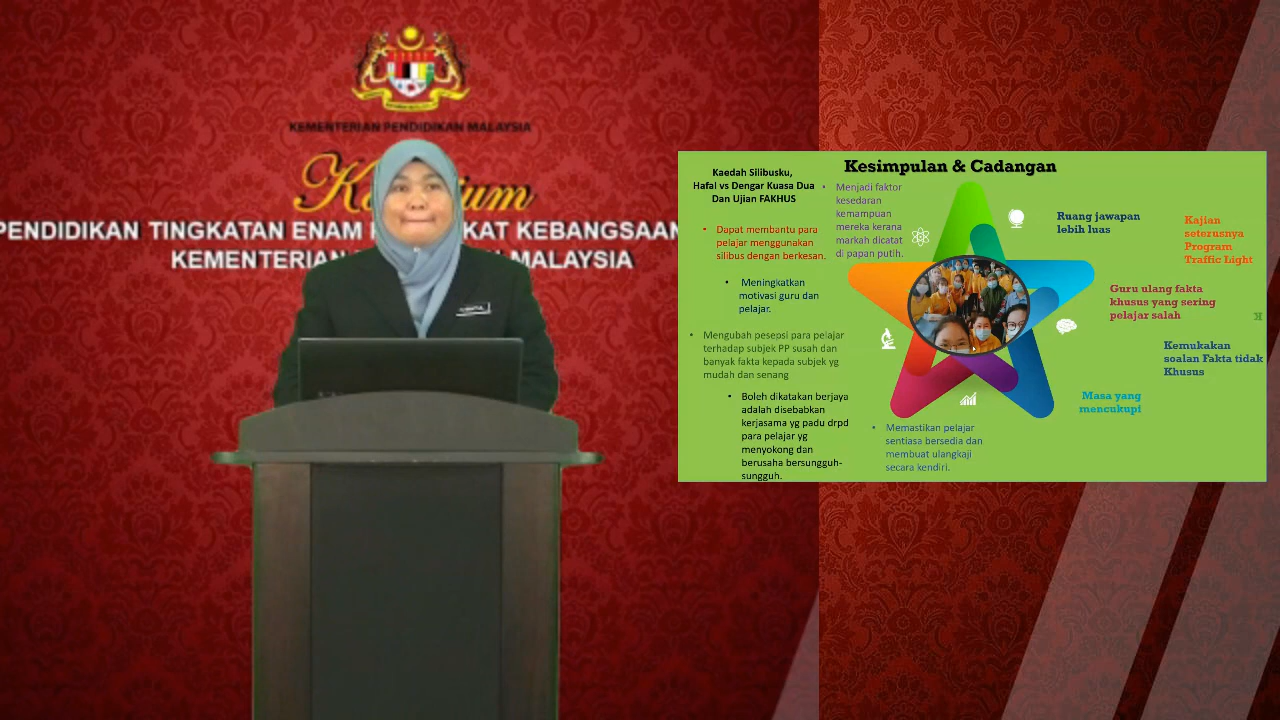 KEMENTERIAN PENDIDIKAN MALAYSIA
PENDIDIKAN TINGKATAN ENAM KEBANGSAAN
KEMENTERIAN MALAYSIA
Kesimpulan & Cadangan
Kaedah Silibusku,
Hafal vs Dengar Kuasa Dua
Dan Ujian FAKHUS
• Dapat membantu para
pelajar menggunakan
silibus dengan berkesan.
• Meningkatkan
motivasi guru dan
pelajar.
• Mengubah pesepsi para pelajar
terhadap subjek PP susah dan
banyak fakta kepada subjek yg
mudah dan senang
• Boleh dikatakan berjaya
adalah disebabkan
kerjasama yg padu drpd
para pelajar yg
menyokong dan
berusaha bersungguh-
sungguh.
• Menjadi faktor
kesedaran
kemampuan
mereka kerana
markah dicatat
di papan putih.
• Memastikan pelajar
sentiasa bersedia dan
membuat ulangkaji
secara kendiri.
Ruang jawapan
lebih luas
Kajian
seterusnya
Program
Traffic Light
Guru ulang fakta
khusus yang sering
pelajar salah
K
Kemukakan
soalan Fakta tidak
Khusus
Masa yang
mencukupi